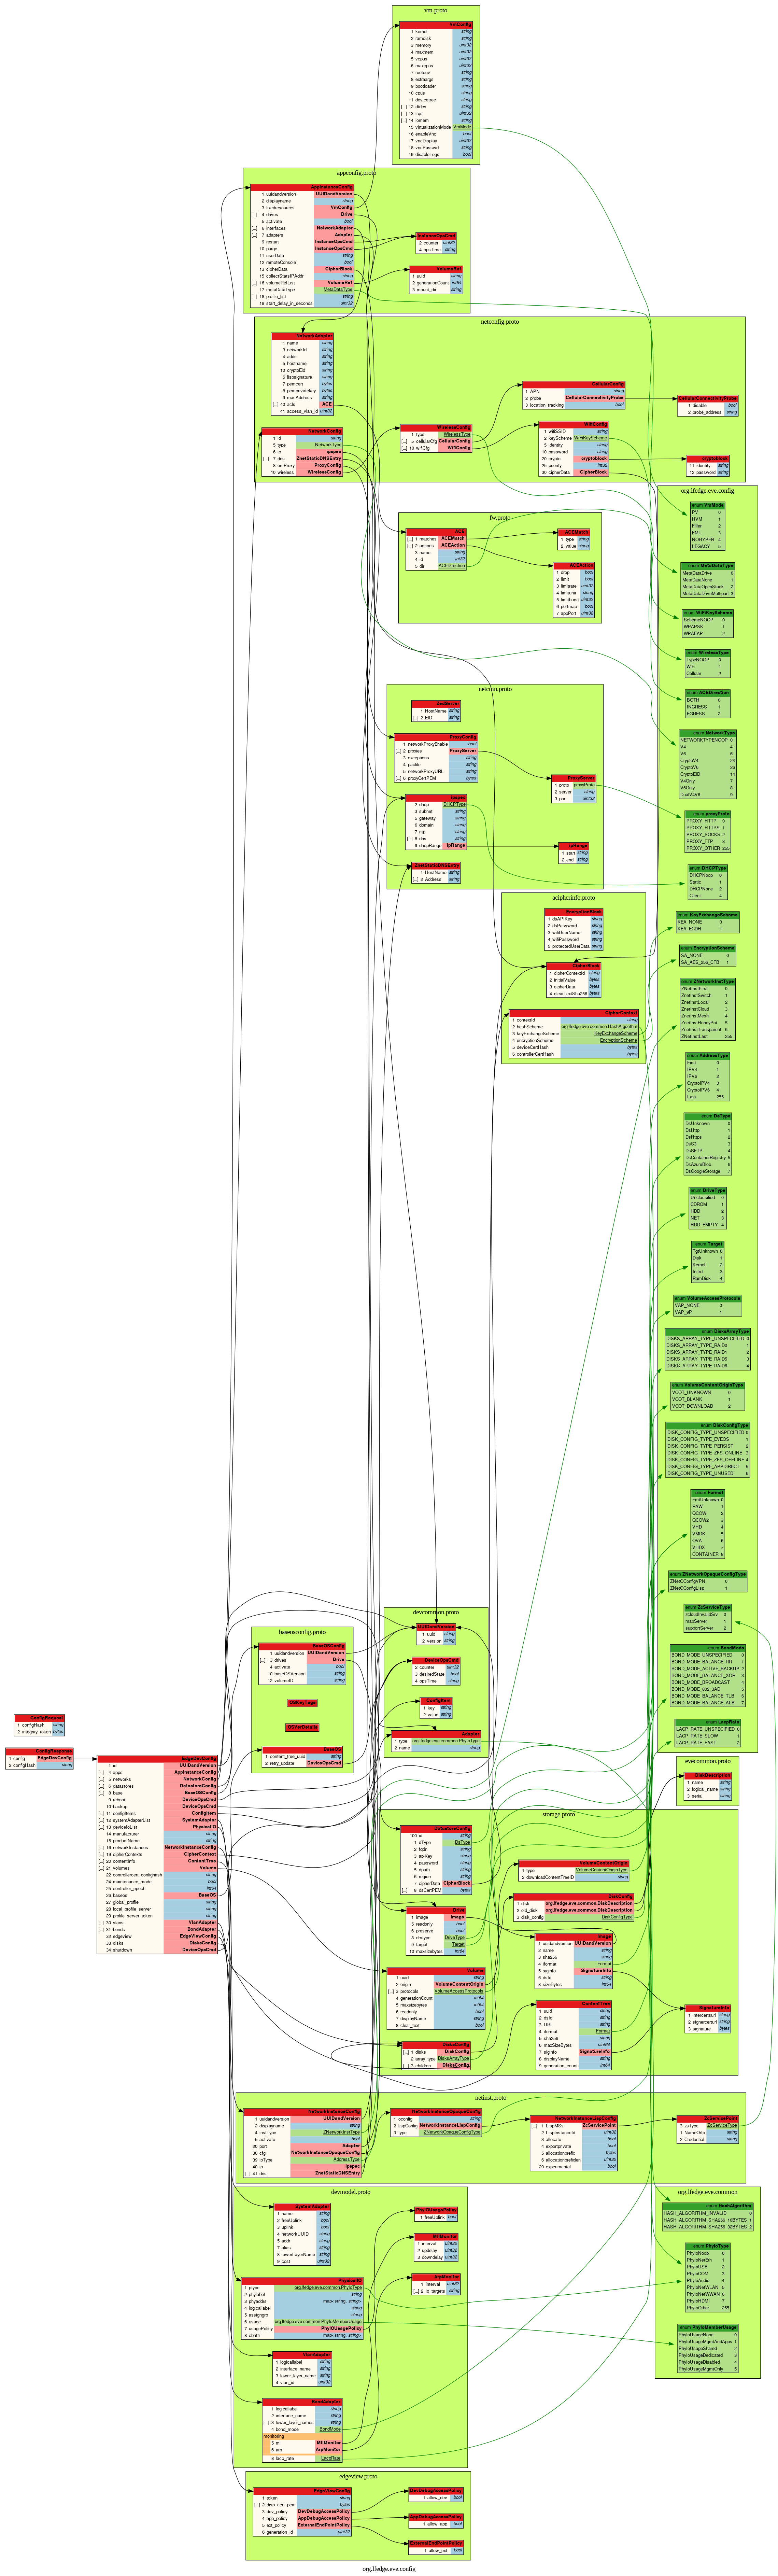 vm.proto
VmConfig
1 kernel string
2 ramdisk string
3 memory uint32
4 maxmem uint32
5 vcpus uint32
6 maxcpus uint32
7 rootdev string
8 extraargs string
9 bootloader string
10 cpus string
11 devicetree string
[...] 12 dtdev string
[...] 13 irqs uint32
[...] 14 iomem string
15 virtualizationMode VmMode
16 enableVnc bool
17 vncDisplay uint32
18 vncPasswd string
19 disableLogs bool
appconfig.proto
AppInstanceConfig
1 uuidandversion UUIDandVersion
2 displayname string
3 fixedresources VmConfig
[...] 4 drives Drive
5 activate bool
[...] 6 interfaces NetworkAdapter
[...] 7 adapters Adapter
9 restart InstanceOpsCmd
10 purge InstanceOpsCmd
11 userData string
12 remoteConsole bool
13 cipherData CipherBlock
15 collectStatsIPAddr string
[...] 16 volumeRefList VolumeRef
17 metaDataType MetaDataType
[...] 18 profile_list string
19 start_delay_in_seconds uint32
InstanceOpsCmd
2 counter uint32
4 opsTime string
VolumeRef
1 uuid string
2 generationCount int64
3 mount_dir string
netconfig.proto
NetworkAdapter
1 name string
3 networkId string
4 addr string
5 hostname string
10 cryptoEid string
6 lispsignature string
7 pemcert bytes
8 pemprivatekey bytes
9 macAddress string
[...] 40 acls ACE
41 access_vlan_id uint32
NetworkConfig
1 id string
5 type NetworkType
6 ip ipspec
[...] 7 dns ZnetStaticDNSEntry
8 entProxy ProxyConfig
10 wireless WirelessConfig
WirelessConfig
1 type WirelessType
[...] 5 cellularCfg CellularConfig
[...] 10 wifiCfg WifiConfig
CellularConfig
1 APN string
2 probe CellularConnectivityProbe
3 location_tracking bool
CellularConnectivityProbe
1 disable bool
2 probe_address string
WifiConfig
1 wifiSSID string
2 keyScheme WiFiKeyScheme
5 identity string
10 password string
20 crypto cryptoblock
25 priority int32
30 cipherData CipherBlock
cryptoblock
11 identity string
12 password string
fw.proto
ACE
[...] 1 matches ACEMatch
[...] 2 actions ACEAction
3 name string
4 id int32
5 dir ACEDirection
ACEMatch
1 type string
2 value string
ACEAction
1 drop bool
2 limit bool
3 limitrate uint32
4 limitunit string
5 limitburst uint32
6 portmap bool
7 appPort uint32
netcmn.proto
ZedServer
1 HostName string
[...] 2 EID string
ProxyConfig
1 networkProxyEnable bool
[...] 2 proxies ProxyServer
3 exceptions string
4 pacfile string
5 networkProxyURL string
[...] 6 proxyCertPEM bytes
ProxyServer
1 proto proxyProto
2 server string
3 port uint32
ipspec
2 dhcp DHCPType
3 subnet string
5 gateway string
6 domain string
7 ntp string
[...] 8 dns string
9 dhcpRange ipRange
ipRange
1 start string
2 end string
ZnetStaticDNSEntry
1 HostName string
[...] 2 Address string
acipherinfo.proto
EncryptionBlock
1 dsAPIKey string
2 dsPassword string
3 wifiUserName string
4 wifiPassword string
5 protectedUserData string
CipherBlock
1 cipherContextId string
2 initialValue bytes
3 cipherData bytes
4 clearTextSha256 bytes
CipherContext
1 contextId string
2 hashScheme org.lfedge.eve.common.HashAlgorithm
3 keyExchangeScheme KeyExchangeScheme
4 encryptionScheme EncryptionScheme
5 deviceCertHash bytes
6 controllerCertHash bytes
org.lfedge.eve.config
enum VmMode
PV 0
HVM 1
Filler 2
FML 3
NOHYPER 4
LEGACY 5
enum MetaDataType
MetaDataDrive 0
MetaDataNone 1
MetaDataOpenStack 2
MetaDataDriveMultipart 3
enum WiFiKeyScheme
SchemeNOOP 0
WPAPSK 1
WPAEAP 2
enum WirelessType
TypeNOOP 0
WiFi 1
Cellular 2
enum ACEDirection
BOTH 0
INGRESS 1
EGRESS 2
enum NetworkType
NETWORKTYPENOOP 0
V4 4
V6 6
CryptoV4 24
CryptoV6 26
CryptoEID 14
V4Only 7
V6Only 8
DualV4V6 9
enum proxyProto
PROXY_HTTP 0
PROXY_HTTPS 1
PROXY_SOCKS 2
PROXY_FTP 3
PROXY_OTHER 255
enum DHCPType
DHCPNoop 0
Static 1
DHCPNone 2
Client 4
enum KeyExchangeScheme
KEA_NONE 0
KEA_ECDH 1
enum EncryptionScheme
SA_NONE 0
SA_AES_256_CFB 1
enum ZNetworkInstType
ZNetInstFirst 0
ZnetInstSwitch 1
ZnetInstLocal 2
ZnetInstCloud 3
ZnetInstMesh 4
ZnetInstHoneyPot 5
ZnetInstTransparent 6
ZNetInstLast 255
enum AddressType
First 0
IPV4 1
IPV6 2
CryptoIPV4 3
CryptoIPV6 4
Last 255
enum DsType
DsUnknown 0
DsHttp 1
DsHttps 2
DsS3 3
DsSFTP 4
DsContainerRegistry 5
DsAzureBlob 6
DsGoogleStorage 7
enum DriveType
Unclassified 0
CDROM 1
HDD 2
NET 3
HDD_EMPTY 4
enum Target
TgtUnknown 0
Disk 1
Kernel 2
Initrd 3
RamDisk 4
enum VolumeAccessProtocols
VAP_NONE 0
VAP_9P 1
enum DisksArrayType
DISKS_ARRAY_TYPE_UNSPECIFIED 0
DISKS_ARRAY_TYPE_RAID0 1
DISKS_ARRAY_TYPE_RAID1 2
DISKS_ARRAY_TYPE_RAID5 3
DISKS_ARRAY_TYPE_RAID6 4
enum VolumeContentOriginType
VCOT_UNKNOWN 0
VCOT_BLANK 1
VCOT_DOWNLOAD 2
enum DiskConfigType
DISK_CONFIG_TYPE_UNSPECIFIED 0
DISK_CONFIG_TYPE_EVEOS 1
DISK_CONFIG_TYPE_PERSIST 2
DISK_CONFIG_TYPE_ZFS_ONLINE 3
DISK_CONFIG_TYPE_ZFS_OFFLINE 4
DISK_CONFIG_TYPE_APPDIRECT 5
DISK_CONFIG_TYPE_UNUSED 6
enum Format
FmtUnknown 0
RAW 1
QCOW 2
QCOW2 3
VHD 4
VMDK 5
OVA 6
VHDX 7
CONTAINER 8
enum ZNetworkOpaqueConfigType
ZNetOConfigVPN 0
ZNetOConfigLisp 1
enum ZsServiceType
zcloudInvalidSrv 0
mapServer 1
supportServer 2
enum BondMode
BOND_MODE_UNSPECIFIED 0
BOND_MODE_BALANCE_RR 1
BOND_MODE_ACTIVE_BACKUP 2
BOND_MODE_BALANCE_XOR 3
BOND_MODE_BROADCAST 4
BOND_MODE_802_3AD 5
BOND_MODE_BALANCE_TLB 6
BOND_MODE_BALANCE_ALB 7
enum LacpRate
LACP_RATE_UNSPECIFIED 0
LACP_RATE_SLOW 1
LACP_RATE_FAST 2
devcommon.proto
UUIDandVersion
1 uuid string
2 version string
DeviceOpsCmd
2 counter uint32
3 desiredState bool
4 opsTime string
ConfigItem
1 key string
2 value string
Adapter
1 type org.lfedge.eve.common.PhyIoType
2 name string
baseosconfig.proto
BaseOSConfig
1 uuidandversion UUIDandVersion
[...] 3 drives Drive
4 activate bool
10 baseOSVersion string
12 volumeID string
OSKeyTags
OSVerDetails
BaseOS
1 content_tree_uuid string
2 retry_update DeviceOpsCmd
ConfigRequest
1 configHash string
2 integrity_token bytes
ConfigResponse
1 config EdgeDevConfig
2 configHash string
EdgeDevConfig
1 id UUIDandVersion
[...] 4 apps AppInstanceConfig
[...] 5 networks NetworkConfig
[...] 6 datastores DatastoreConfig
[...] 8 base BaseOSConfig
9 reboot DeviceOpsCmd
10 backup DeviceOpsCmd
[...] 11 configItems ConfigItem
[...] 12 systemAdapterList SystemAdapter
[...] 13 deviceIoList PhysicalIO
14 manufacturer string
15 productName string
[...] 16 networkInstances NetworkInstanceConfig
[...] 19 cipherContexts CipherContext
[...] 20 contentInfo ContentTree
[...] 21 volumes Volume
22 controllercert_confighash string
24 maintenance_mode bool
25 controller_epoch int64
26 baseos BaseOS
27 global_profile string
28 local_profile_server string
29 profile_server_token string
[...] 30 vlans VlanAdapter
[...] 31 bonds BondAdapter
32 edgeview EdgeViewConfig
33 disks DisksConfig
34 shutdown DeviceOpsCmd
evecommon.proto
DiskDescription
1 name string
2 logical_name string
3 serial string
storage.proto
DatastoreConfig
100 id string
1 dType DsType
2 fqdn string
3 apiKey string
4 password string
5 dpath string
6 region string
7 cipherData CipherBlock
[...] 8 dsCertPEM bytes
VolumeContentOrigin
1 type VolumeContentOriginType
2 downloadContentTreeID string
DiskConfig
1 disk org.lfedge.eve.common.DiskDescription
2 old_disk org.lfedge.eve.common.DiskDescription
3 disk_config DiskConfigType
Drive
1 image Image
5 readonly bool
6 preserve bool
8 drvtype DriveType
9 target Target
10 maxsizebytes int64
Image
1 uuidandversion UUIDandVersion
2 name string
3 sha256 string
4 iformat Format
5 siginfo SignatureInfo
6 dsId string
8 sizeBytes int64
Volume
1 uuid string
2 origin VolumeContentOrigin
[...] 3 protocols VolumeAccessProtocols
4 generationCount int64
5 maxsizebytes int64
6 readonly bool
7 displayName string
8 clear_text bool
ContentTree
1 uuid string
2 dsId string
3 URL string
4 iformat Format
5 sha256 string
6 maxSizeBytes uint64
7 siginfo SignatureInfo
8 displayName string
9 generation_count int64
SignatureInfo
1 intercertsurl string
2 signercerturl string
3 signature bytes
DisksConfig
[...] 1 disks DiskConfig
2 array_type DisksArrayType
[...] 3 children DisksConfig
netinst.proto
NetworkInstanceConfig
1 uuidandversion UUIDandVersion
2 displayname string
4 instType ZNetworkInstType
5 activate bool
20 port Adapter
30 cfg NetworkInstanceOpaqueConfig
39 ipType AddressType
40 ip ipspec
[...] 41 dns ZnetStaticDNSEntry
NetworkInstanceOpaqueConfig
1 oconfig string
2 lispConfig NetworkInstanceLispConfig
3 type ZNetworkOpaqueConfigType
NetworkInstanceLispConfig
[...] 1 LispMSs ZsServicePoint
2 LispInstanceId uint32
3 allocate bool
4 exportprivate bool
5 allocationprefix bytes
6 allocationprefixlen uint32
20 experimental bool
ZsServicePoint
3 zsType ZsServiceType
1 NameOrIp string
2 Credential string
devmodel.proto
SystemAdapter
1 name string
2 freeUplink bool
3 uplink bool
4 networkUUID string
5 addr string
7 alias string
8 lowerLayerName string
9 cost uint32
PhyIOUsagePolicy
1 freeUplink bool
MIIMonitor
1 interval uint32
2 updelay uint32
3 downdelay uint32
ArpMonitor
1 interval uint32
[...] 2 ip_targets string
PhysicalIO
1 ptype org.lfedge.eve.common.PhyIoType
2 phylabel string
3 phyaddrs map&lt;string, string&gt;
4 logicallabel string
5 assigngrp string
6 usage org.lfedge.eve.common.PhyIoMemberUsage
7 usagePolicy PhyIOUsagePolicy
8 cbattr map&lt;string, string&gt;
VlanAdapter
1 logicallabel string
2 interface_name string
3 lower_layer_name string
4 vlan_id uint32
BondAdapter
1 logicallabel string
2 interface_name string
[...] 3 lower_layer_names string
4 bond_mode BondMode
monitoring
5 mii MIIMonitor
6 arp ArpMonitor
8 lacp_rate LacpRate
org.lfedge.eve.common
enum HashAlgorithm
HASH_ALGORITHM_INVALID 0
HASH_ALGORITHM_SHA256_16BYTES 1
HASH_ALGORITHM_SHA256_32BYTES 2
enum PhyIoType
PhyIoNoop 0
PhyIoNetEth 1
PhyIoUSB 2
PhyIoCOM 3
PhyIoAudio 4
PhyIoNetWLAN 5
PhyIoNetWWAN 6
PhyIoHDMI 7
PhyIoOther 255
enum PhyIoMemberUsage
PhyIoUsageNone 0
PhyIoUsageMgmtAndApps 1
PhyIoUsageShared 2
PhyIoUsageDedicated 3
PhyIoUsageDisabled 4
PhyIoUsageMgmtOnly 5
edgeview.proto
EdgeViewConfig
1 token string
[...] 2 disp_cert_pem bytes
3 dev_policy DevDebugAccessPolicy
4 app_policy AppDebugAccessPolicy
5 ext_policy ExternalEndPointPolicy
6 generation_id uint32
DevDebugAccessPolicy
1 allow_dev bool
AppDebugAccessPolicy
1 allow_app bool
ExternalEndPointPolicy
1 allow_ext bool
org.lfedge.eve.config